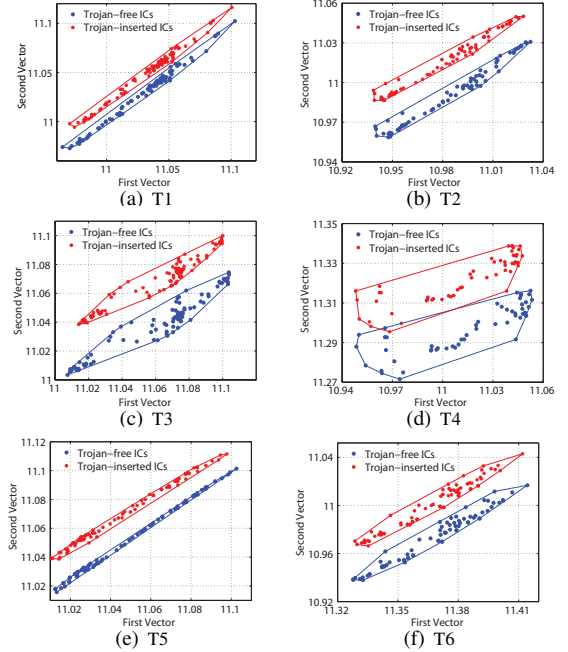 Trojan−free ICs
Trojan−inserted ICs
Second Vector
11.1
11.05
11
11
11.05
11.1
First Vector
(a) T1
Trojan−free ICs
Trojan−inserted ICs
Second Vector
11.06
11.03
11
10.97
10.94
10.92
10.95
10.98
11.01
11.04
First Vector
(b) T2
Trojan−free ICs
Trojan−inserted ICs
Second Vector
11.1
11.08
11.06
11.04
11.02
11
11
11.02
11.04
11.06
11.08
11.1
First Vector
(c) T3
Trojan−free ICs
Trojan−inserted ICs
Second Vector
11.35
11.33
11.31
11.29
11.27
10.94
10.97
11
11.03
11.06
First Vector
(d) T4
Trojan−free ICs
Trojan−inserted ICs
Second Vector
11.12
11.1
11.08
11.06
11.04
11.02
11.02
11.04
11.06
11.08
11.1
First Vector
(e) T5
Trojan−free ICs
Trojan−inserted ICs
Second Vector
11.04
11
10.96
10.92
11.32
11.35
11.38
11.41
First Vector
(f) T6